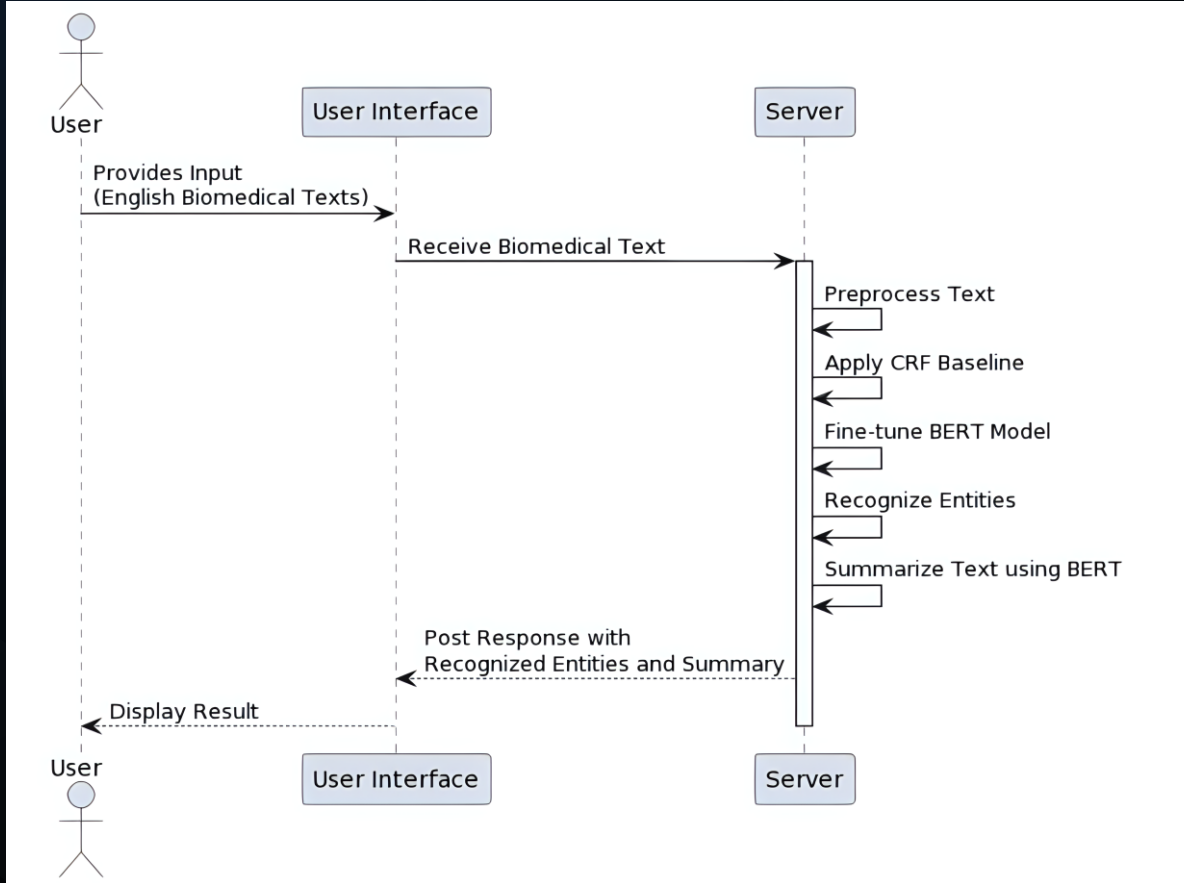 User
User Interface
Server
Provides Input
(English Biomedical Texts)
Receive Biomedical Text
Preprocess Text
Apply CRF Baseline
Fine-tune BERT Model
Recognize Entities
Summarize Text using BERT
Post Response with
Recognized Entities and Summary
Display Result
User
User Interface
Server